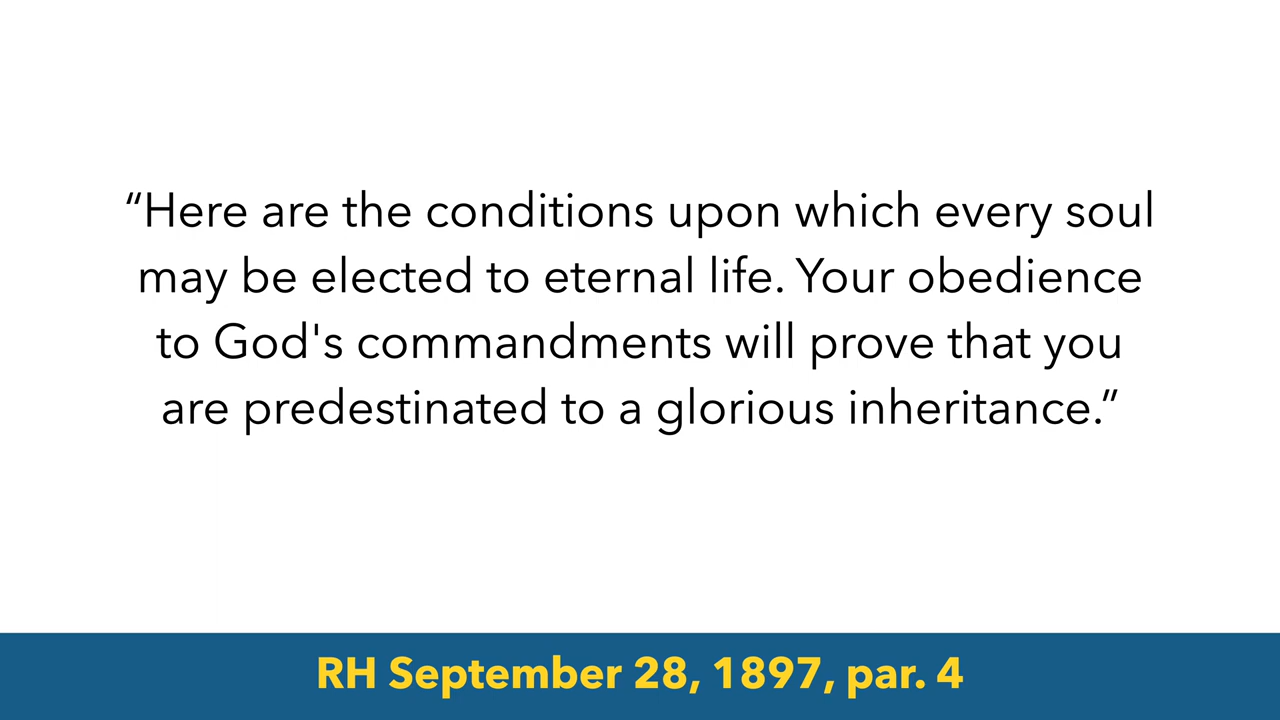 “Here are the conditions upon which every soul
may be elected to eternal life. Your obedience
to God's commandments will prove that you
are predestinated to a glorious inheritance.”
RH September 28, 1897, par. 4